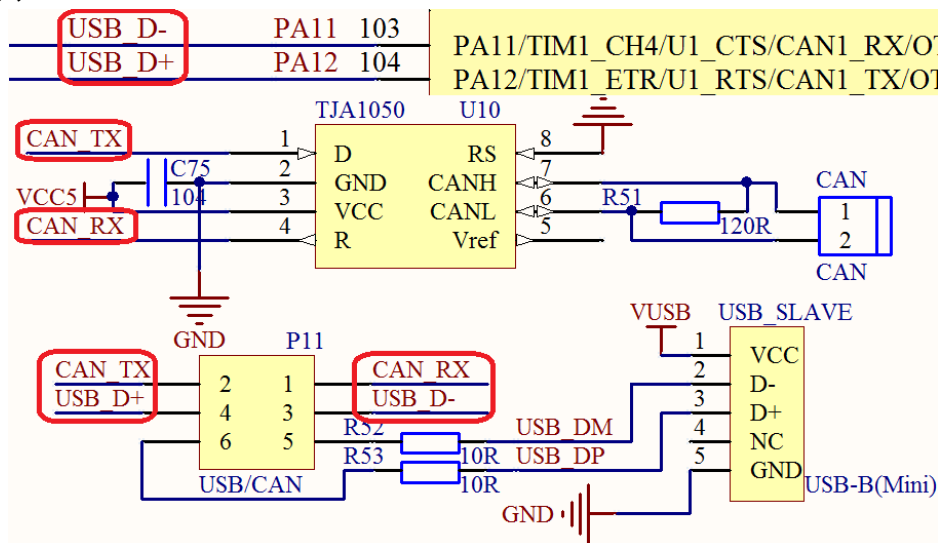 USB_D- PA11 103
USB_D+ PA12 104
PA11/TIM1_CH4/U1_CTS/CAN1_RX/OT
PA12/TIM1_ETR/U1_RTS/CAN1_TX/OT
TJA1050 U10
CAN_TX 1 D RS 8
C75 2 GND CANH 7 CAN
VCC5 104 3 VCC CANL 6 R51 1
CAN_RX 4 R Vref 5 120R 2
CAN
GND
P11
CAN_TX 2 1 CAN_RX
USB_D+ 4 3 USB_D-
6 5 R52 10R USB_DM
R53 10R USB_DP
USB/CAN
VUSB USB_SLAVE
1 VCC
2 D-
3 D+
4 NC
5 GND
GND
USB-B(Mini)